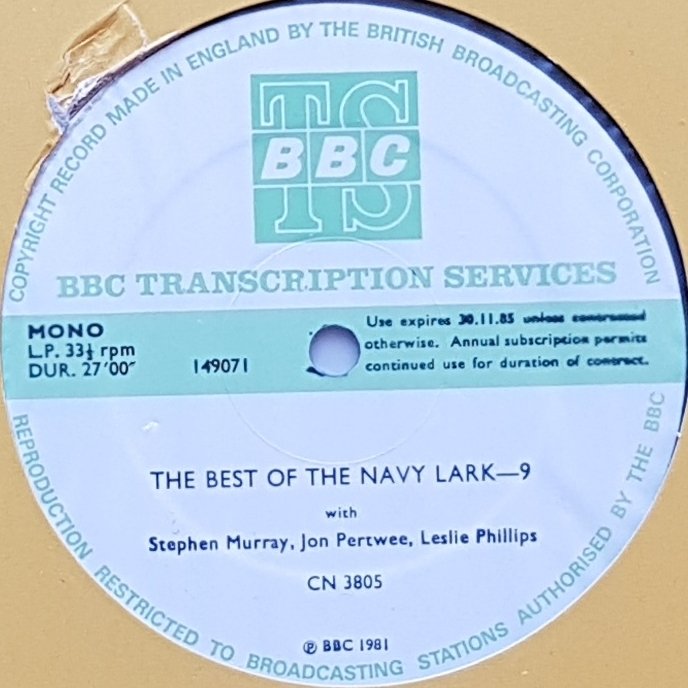 COPYRIGHT RECORD MADE IN ENGLAND BY THE BRITISH BROADCASTING CORPORATION
TS
BBC
BBC TRANSCRIPTION SERVICES
MONO
L.P. 33⅓ rpm
DUR. 27'00"
149071
Use expires 30.11.85 unless contracted
otherwise. Annual subscription permits
continued use for duration of contract.
THE BEST OF THE NAVY LARK—9
with
Stephen Murray, Jon Pertwee, Leslie Phillips
CN 3805
℗ BBC 1981
REPRODUCTION RESTRICTED TO BROADCASTING STATIONS AUTHORISED BY THE BBC